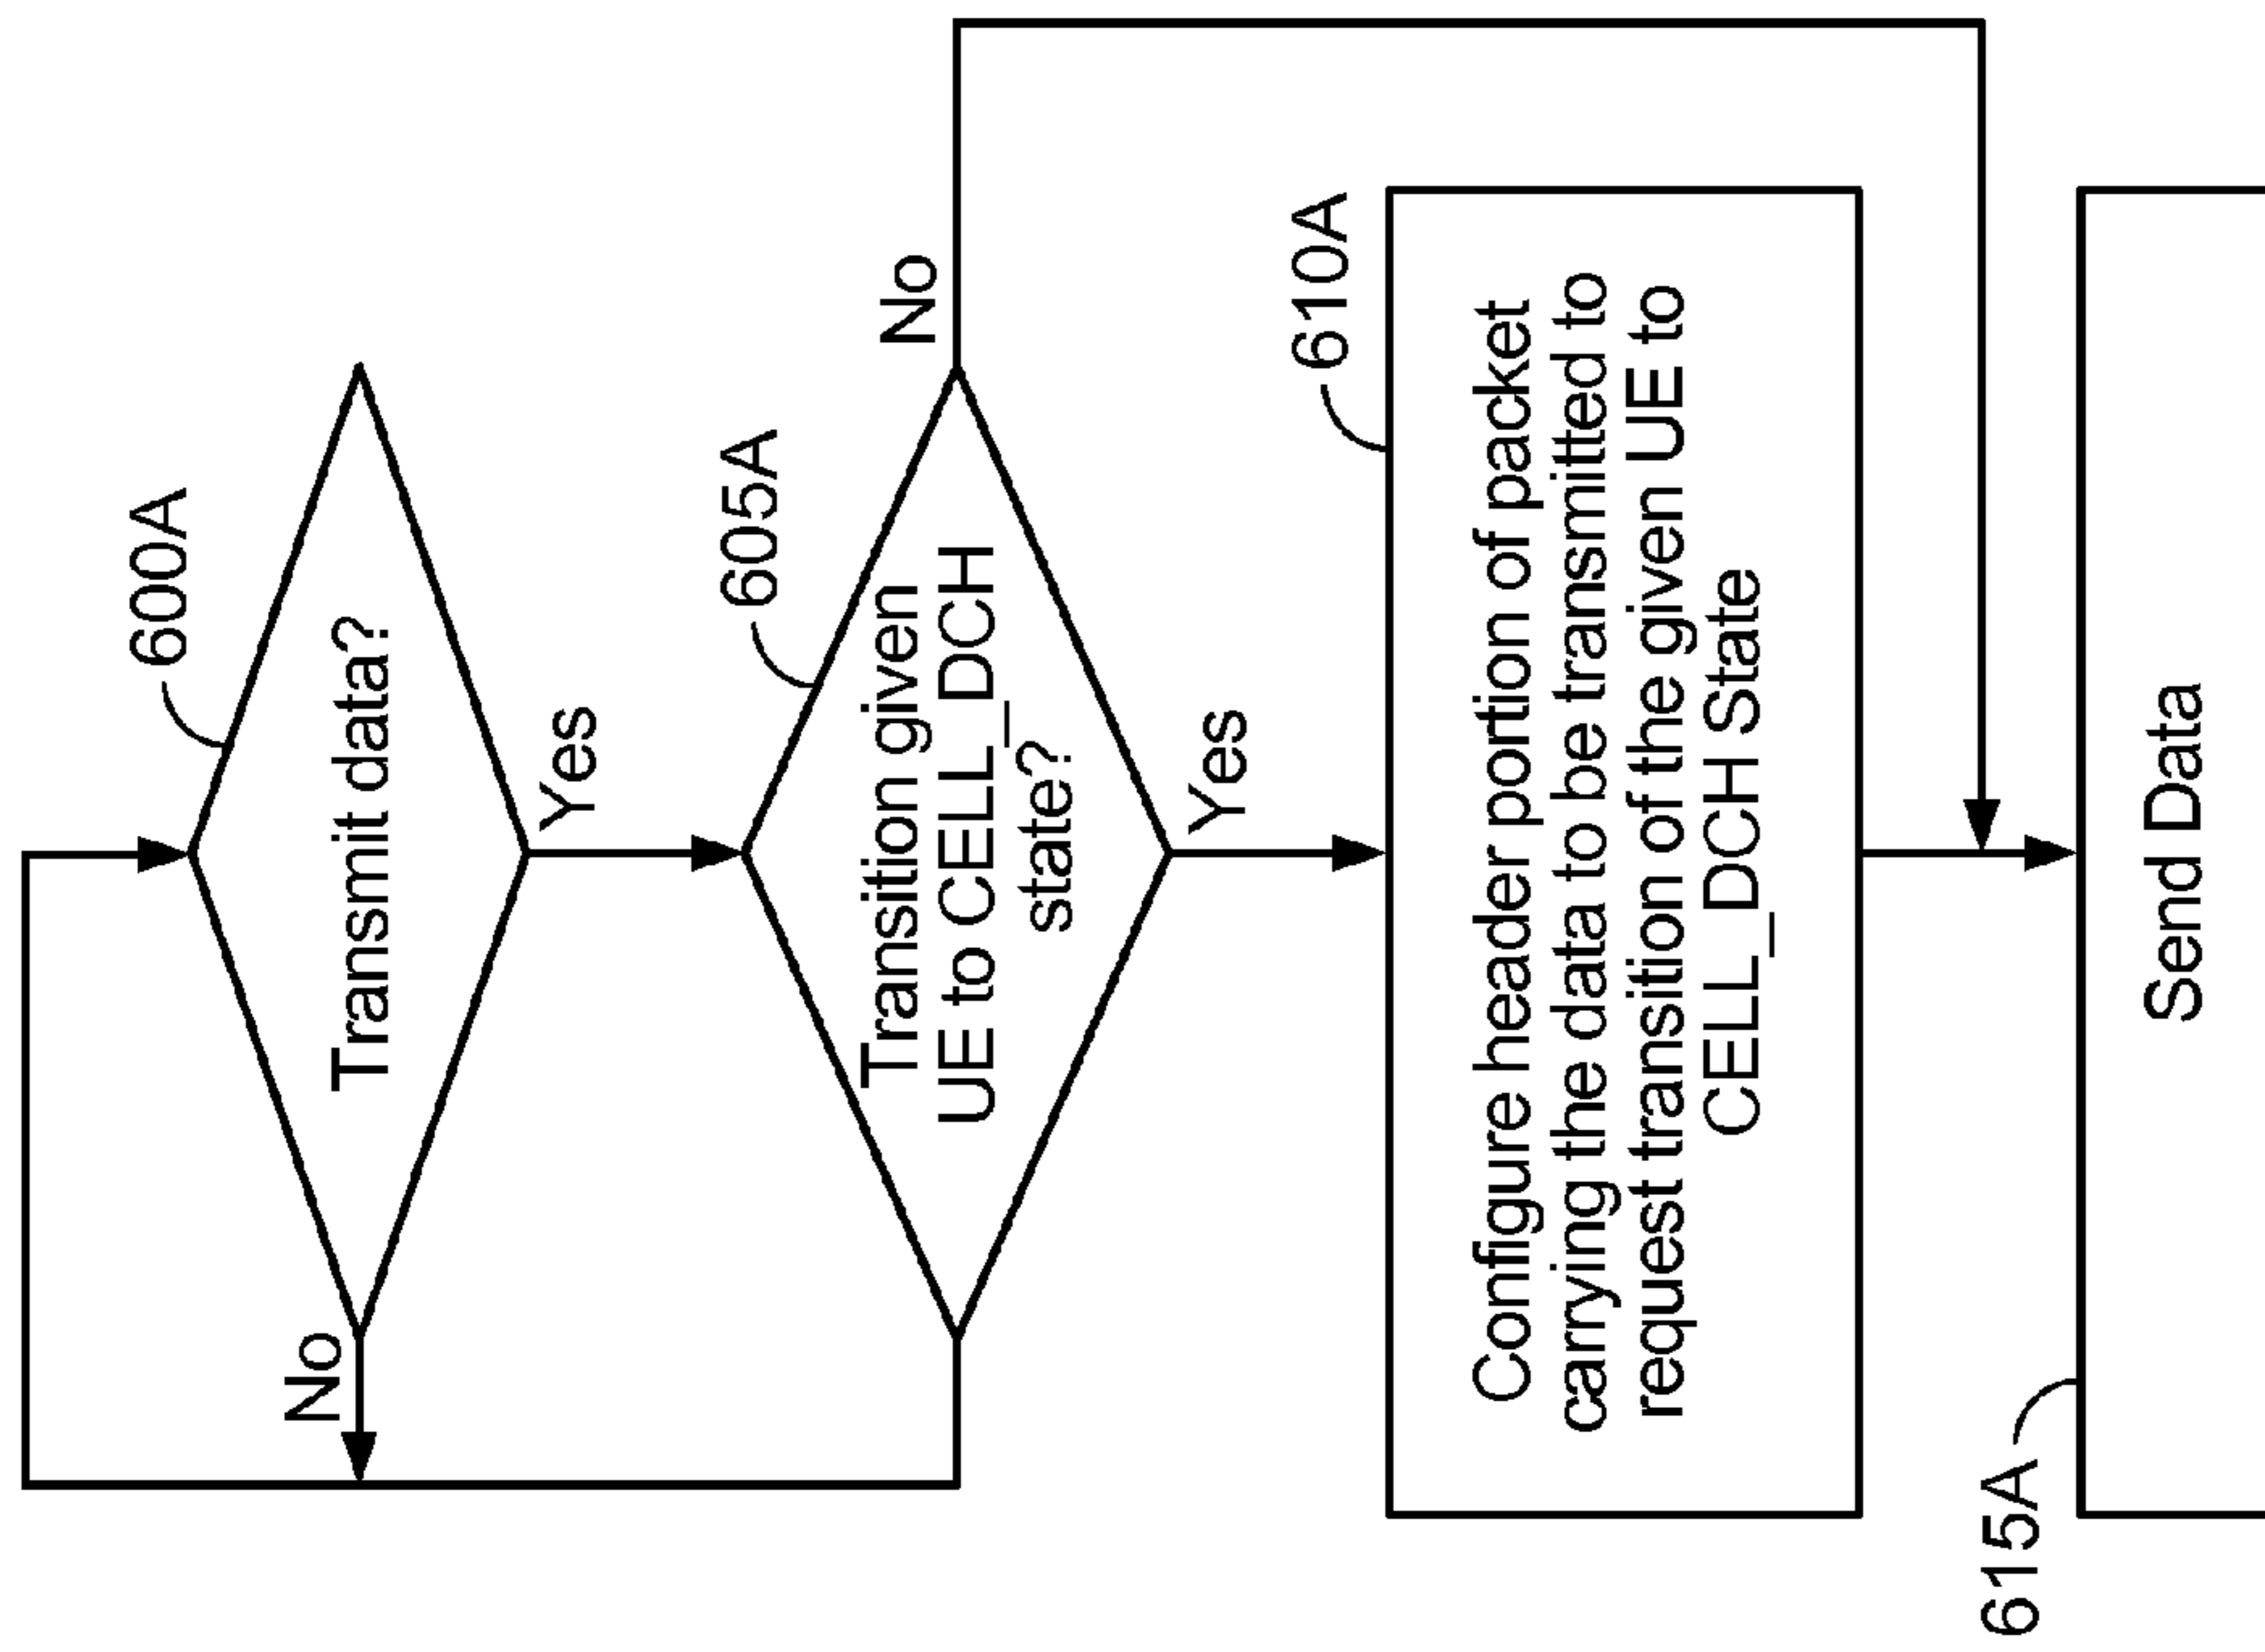 600A
Transmit data?
No
Yes
605A
Transition given
UE to CELL_DCH
state?
No
Yes
610A
Configure header portion of packet
carrying the data to be transmitted to
request transition of the given UE to
CELL_DCH State
615A
Send Data